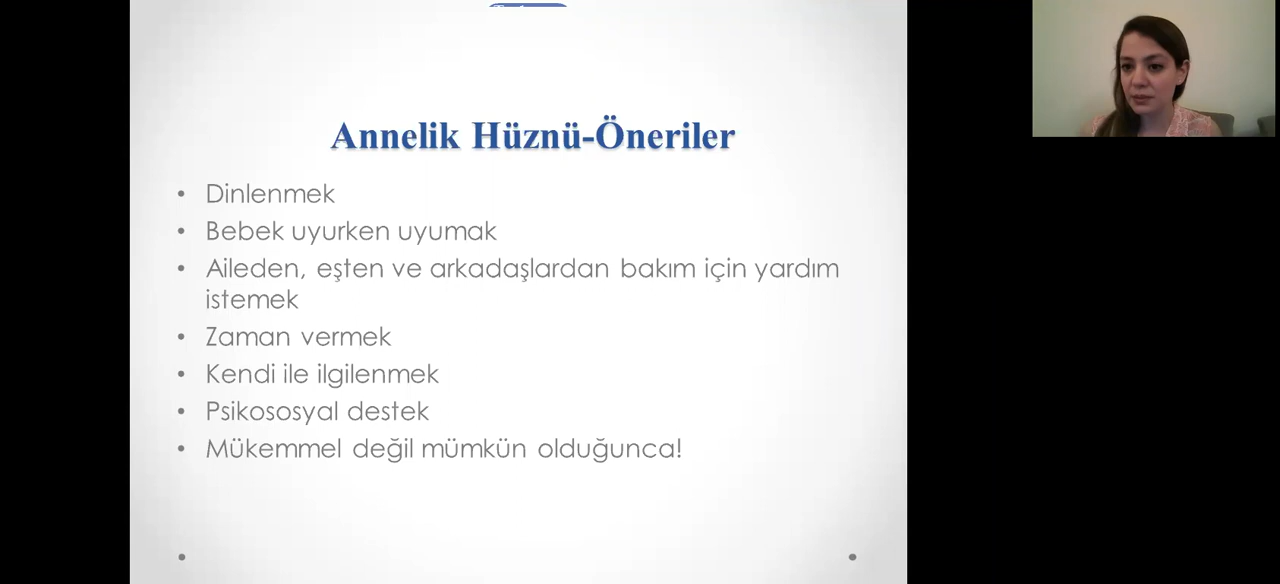 Annelik Hüznü-Öneriler
• Dinlenmek
• Bebek uyurken uyumak
• Aileden, eşten ve arkadaşlardan bakım için yardım
istemek
• Zaman vermek
• Kendi ile ilgilenmek
• Psikososyal destek
• Mükemmel değil mümkün olduğunca!